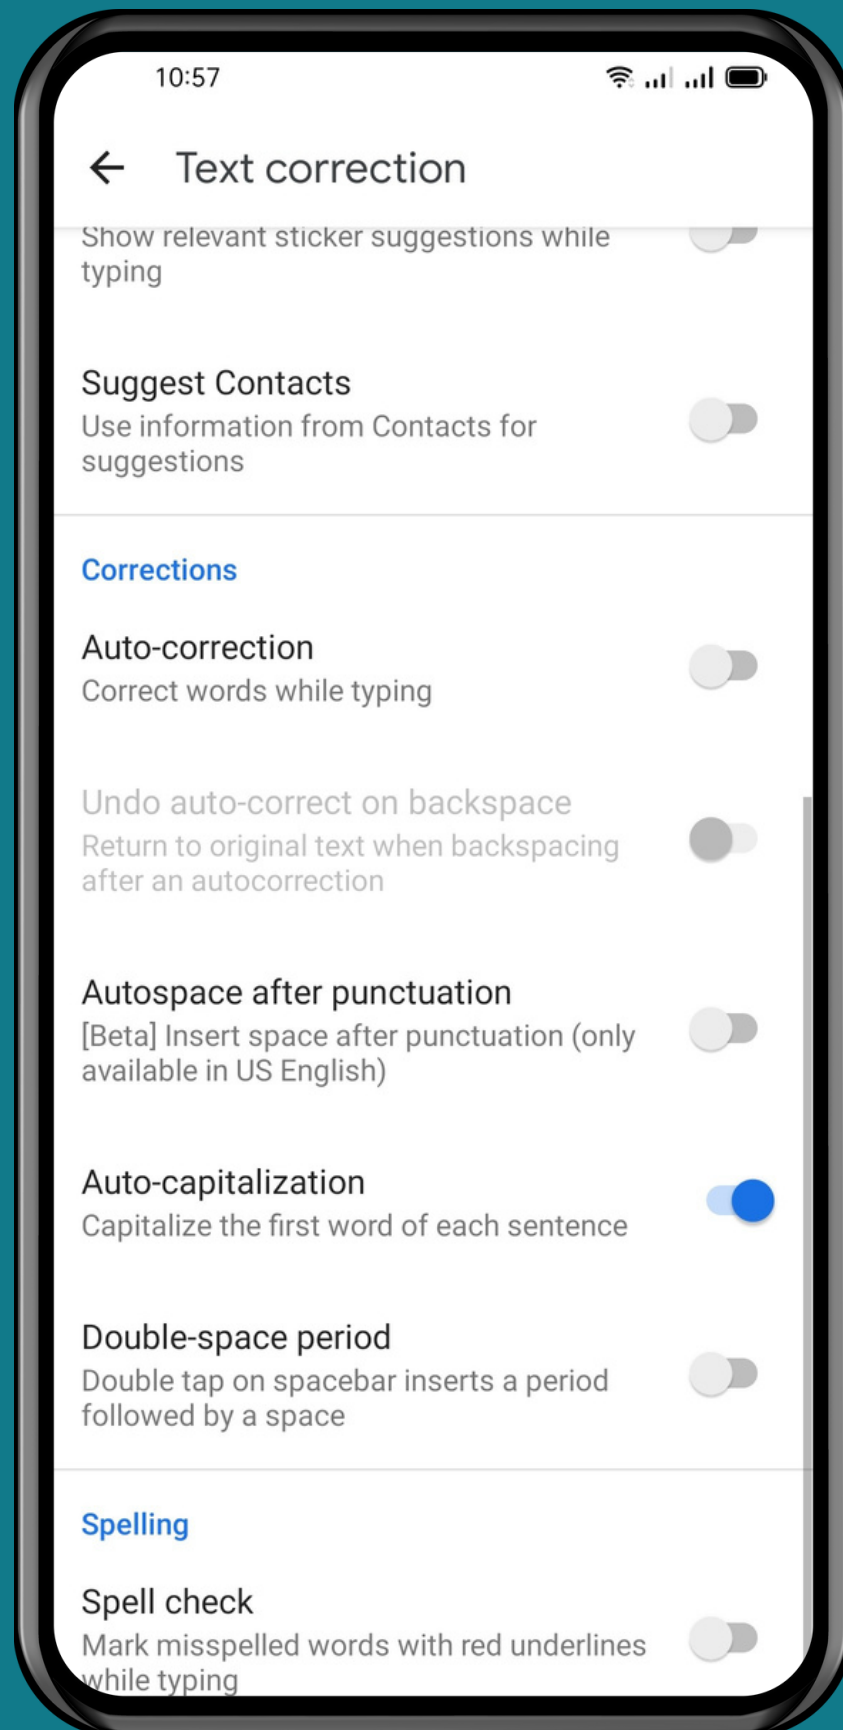 10:57
Text correction
Show relevant sticker suggestions while
typing
Suggest Contacts
Use information from Contacts for
suggestions
Corrections
Auto-correction
Correct words while typing
Undo auto-correct on backspace
Return to original text when backspacing
after an autocorrection
Autospace after punctuation
[Beta] Insert space after punctuation (only
available in US English)
Auto-capitalization
Capitalize the first word of each sentence
Double-space period
Double tap on spacebar inserts a period
followed by a space
Spelling
Spell check
Mark misspelled words with red underlines
while typing